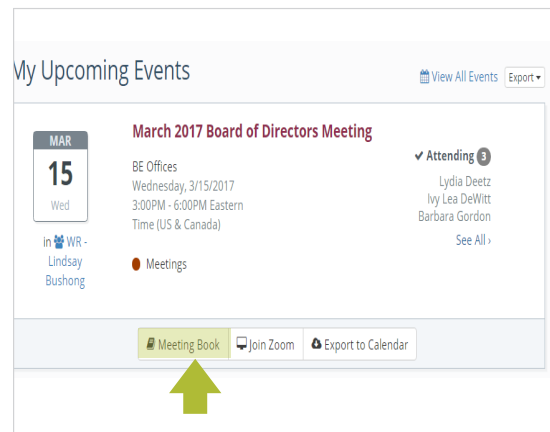 My Upcoming Events
View All Events Export
MAR
15
Wed
in WR -
Lindsay
Bushong
March 2017 Board of Directors Meeting
BE Offices
Wednesday, 3/15/2017
3:00PM - 6:00PM Eastern
Time (US & Canada)
Meetings
Attending 3
Lydia Deetz
Ivy Lea DeWitt
Barbara Gordon
See All ›
Meeting Book Join Zoom Export to Calendar